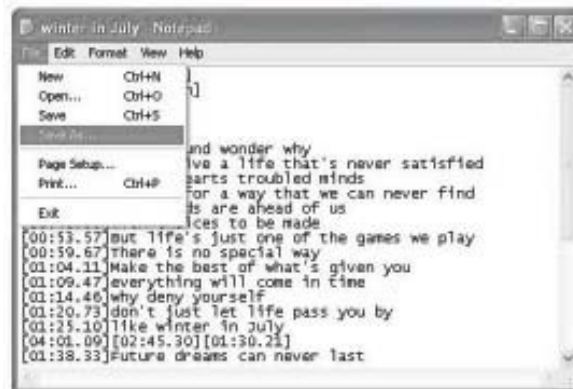 winter in July - Notepad
File Edit Format View Help
New Ctrl+N
Open... Ctrl+O
Save Ctrl+S
Save As...
Page Setup...
Print... Ctrl+P
Exit
]
]
and wonder why
ive a life that's never satisfied
earts troubled minds
for a way that we can never find
ds are ahead of us
ices to be made
[00:53.57]But life's just one of the games we play
[00:59.67]There is no special way
[01:04.11]Make the best of what's given you
[01:09.47]everything will come in time
[01:14.46]why deny yourself
[01:20.73]don't just let life pass you by
[01:25.10]like winter in July
[04:01.09][02:45.30][01:30.21]
[01:38.33]Future dreams can never last